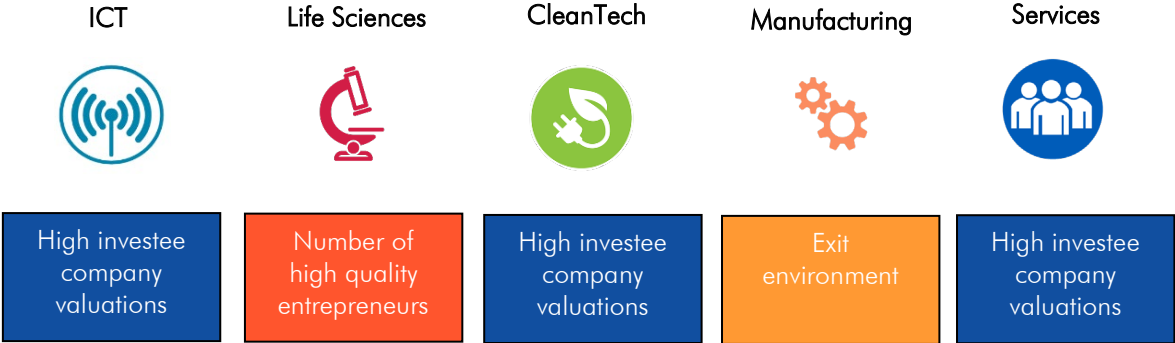 ICT
Life Sciences
CleanTech
Manufacturing
Services
High investee
company
valuations
Number of
high quality
entrepreneurs
High investee
company
valuations
Exit
environment
High investee
company
valuations